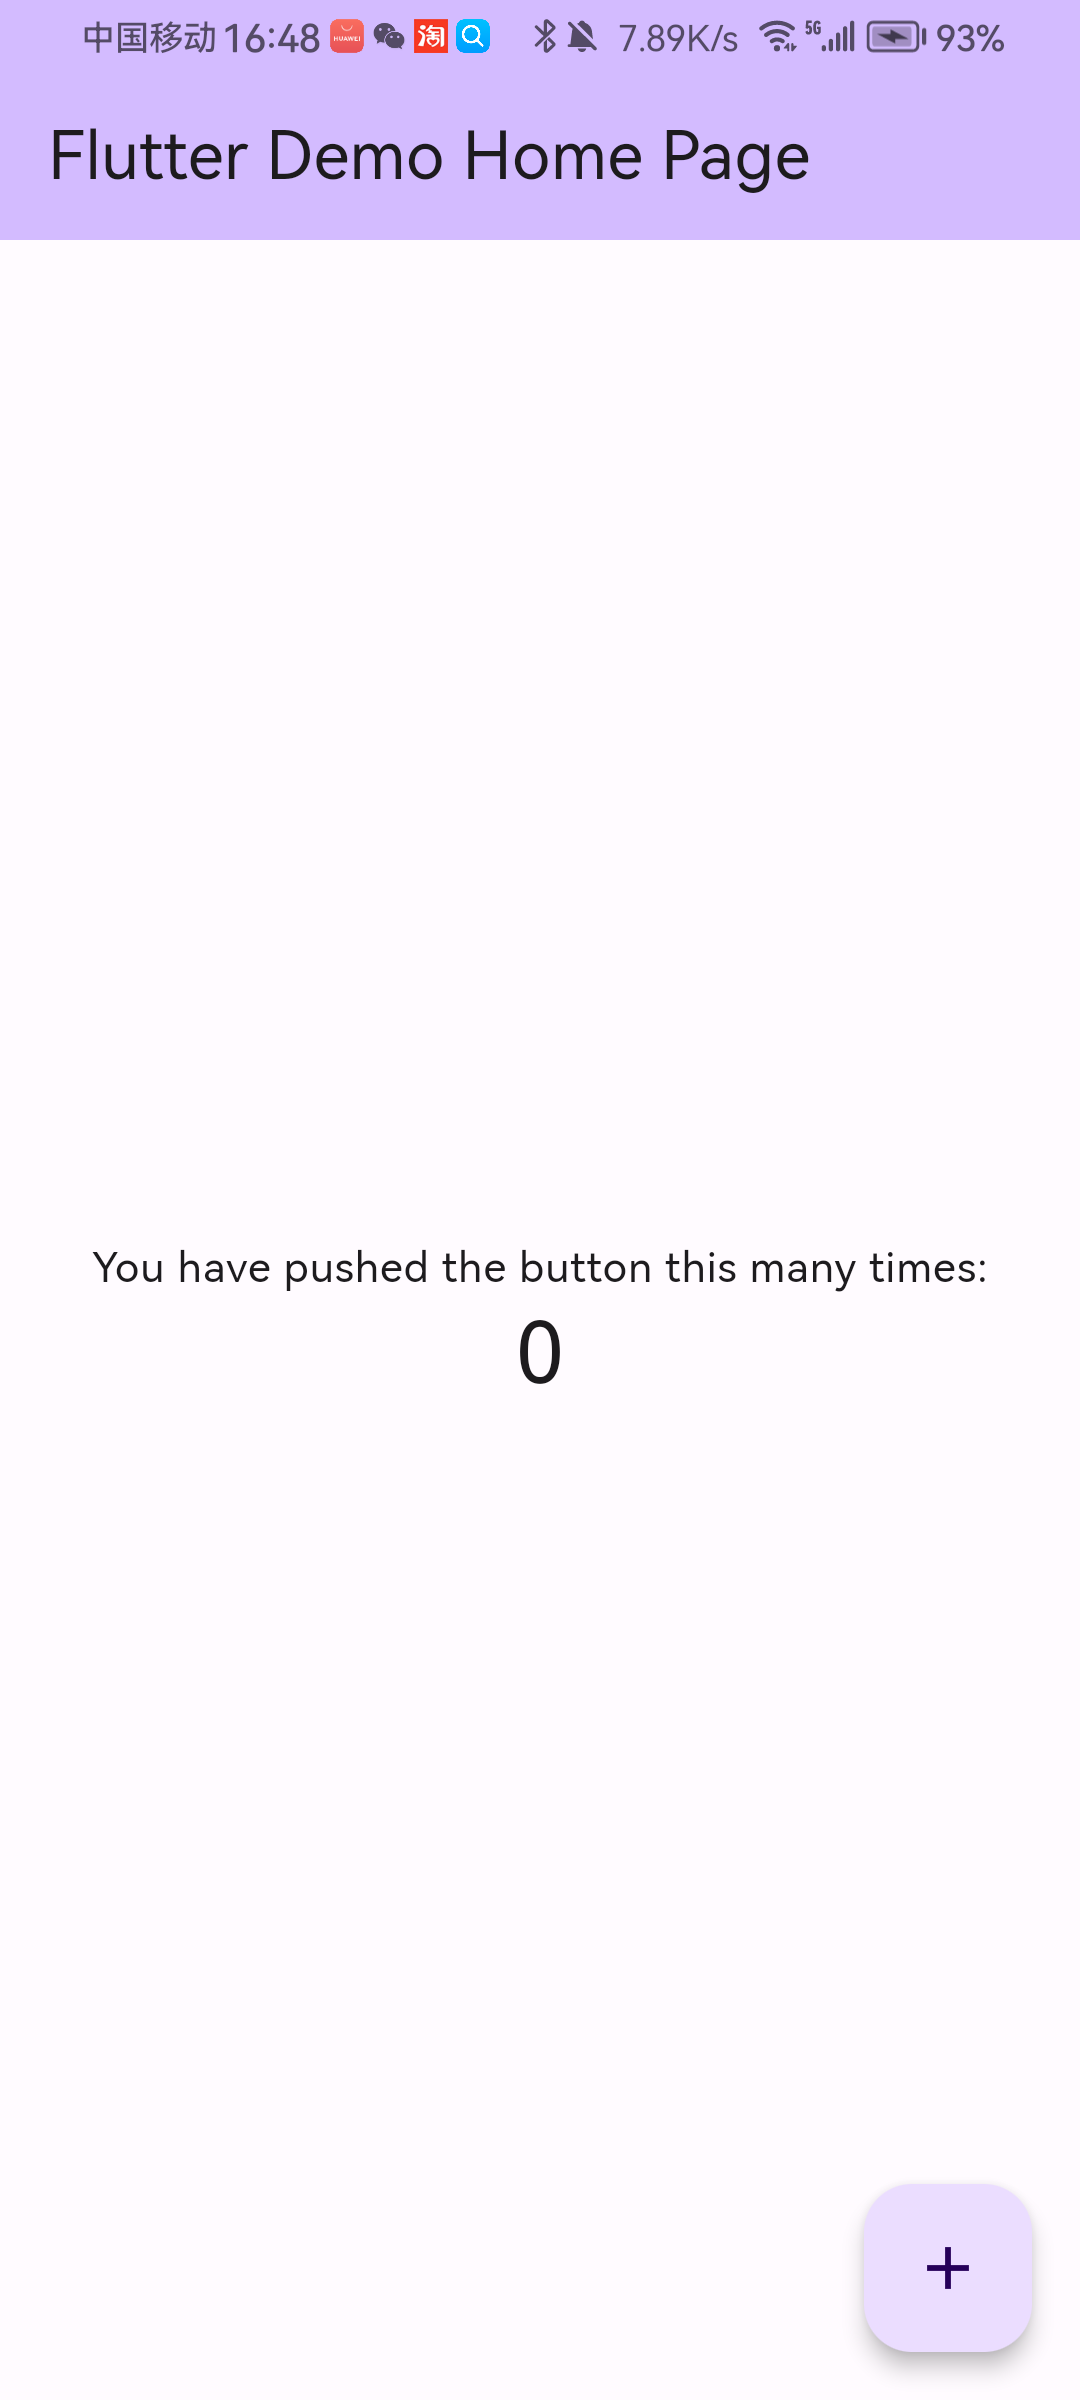 中国移动 16:48 HUAWEI 淘 7.89K/s 5G 93%
Flutter Demo Home Page
You have pushed the button this many times:
0